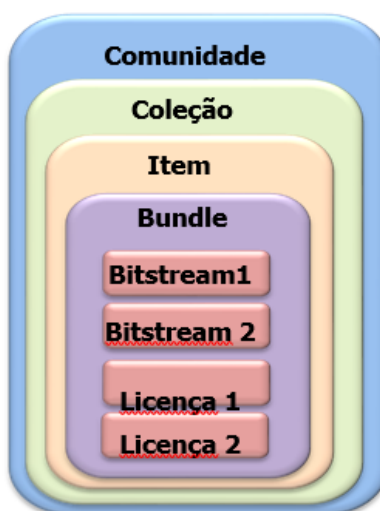 Comunidade
Coleção
Item
Bundle
Bitstream1
Bitstream 2
Licença 1
Licença 2